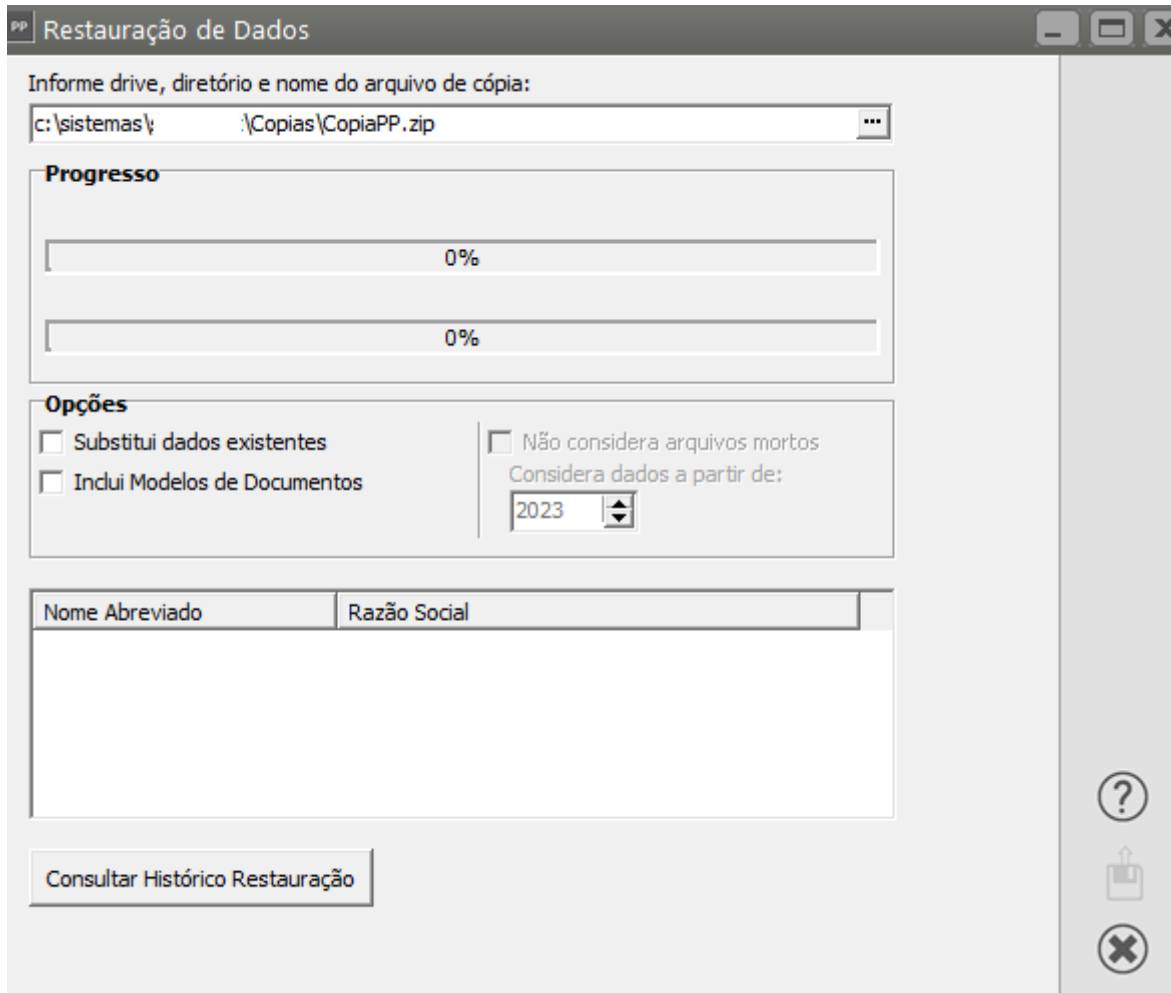 PP Restauração de Dados
Informe drive, diretório e nome do arquivo de cópia:
c:\sistemas\ :\Copias\CopiaPP.zip
...
Progresso
0%
0%
Opções
Substitui dados existentes
Inclui Modelos de Documentos
Não considera arquivos mortos
Considera dados a partir de:
2023
Nome Abreviado Razão Social
Consultar Histórico Restauração
?